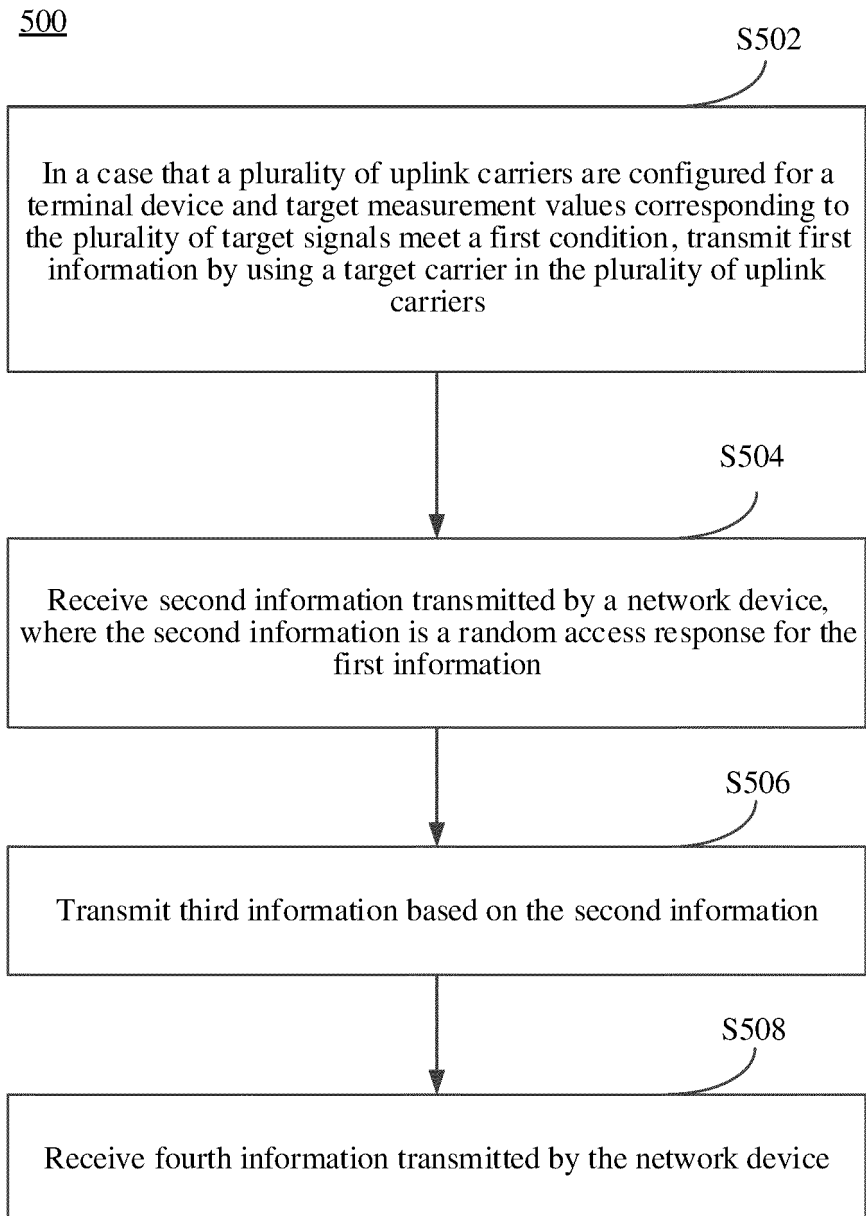 500
S502
In a case that a plurality of uplink carriers are configured for a
terminal device and target measurement values corresponding to
the plurality of target signals meet a first condition, transmit first
information by using a target carrier in the plurality of uplink
carriers
S504
Receive second information transmitted by a network device,
where the second information is a random access response for the
first information
S506
Transmit third information based on the second information
S508
Receive fourth information transmitted by the network device